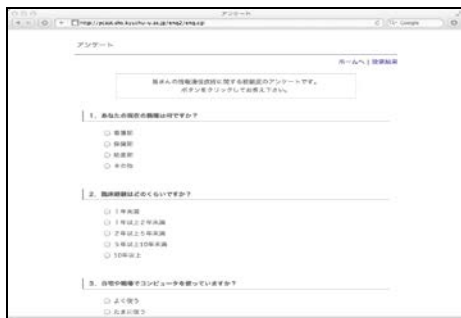 アンケート
Google
アンケート
ホームへ | 投票結果
皆さんの情報通信技術に関する経験度のアンケートです。
ボタンをクリックしてお答え下さい。
1. あなたの現在の職種は何ですか？
看護師
保健師
助産師
その他
2. 臨床経験はどのくらいですか？
1年未満
1年以上2年未満
2年以上5年未満
5年以上10年未満
10年以上
3. 自宅や職場でコンピュータを使っていますか？
よく使う
たまに使う